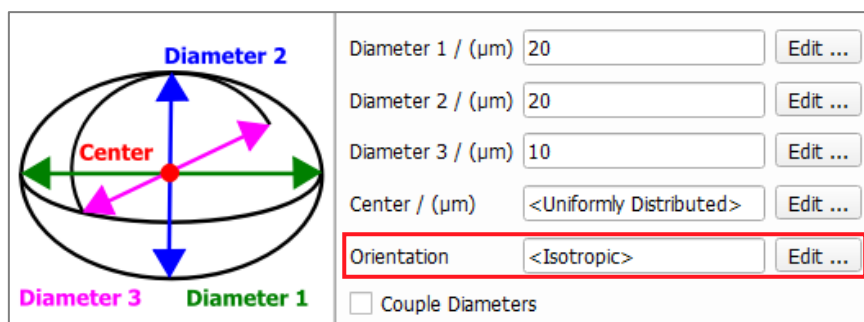 Diameter 2
Center
Diameter 3
Diameter 1
Diameter 1 / (µm) 20 Edit ...
Diameter 2 / (µm) 20 Edit ...
Diameter 3 / (µm) 10 Edit ...
Center / (µm) <Uniformly Distributed> Edit ...
Orientation <Isotropic> Edit ...
Couple Diameters